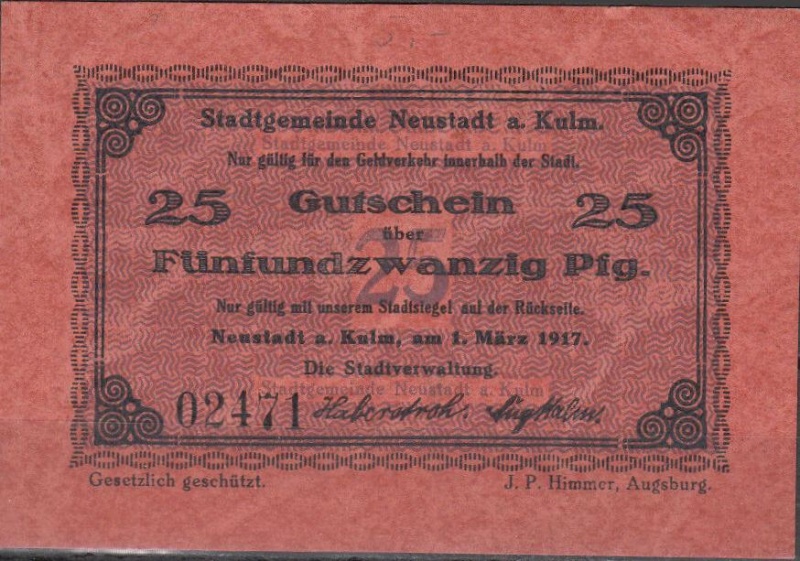 Stadtgemeinde Neustadt a. Kulm.
Stadtgemeinde Neustadt a. Kulm
Nur gültig für den Geldverkehr innerhalb der Stadt.
25 Gutschein 25
über
25
Fünfundzwanzig Pfg.
Nur gültig mit unserem Stadtsiegel auf der Rückseite.
Neustadt a. Kulm, am 1. März 1917.
Die Stadtverwaltung.
Stadtgemeinde Neustadt a. Kulm
02471 Haberstroh.
Gesetzlich geschützt. J. P. Himmer, Augsburg.